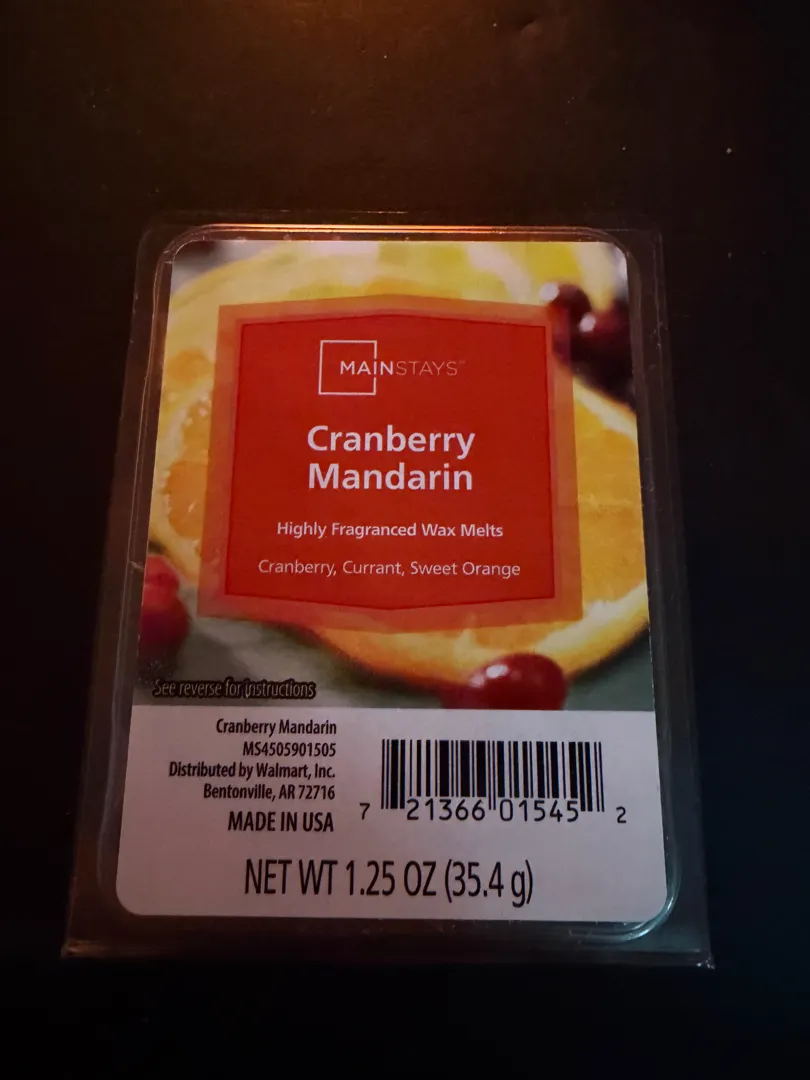 MAINSTAYS™
Cranberry
Mandarin
Highly Fragranced Wax Melts
Cranberry, Currant, Sweet Orange
See reverse for instructions
Cranberry Mandarin
MS4505901505
Distributed by Walmart, Inc.
Bentonville, AR 72716
MADE IN USA
7 21366 01545 2
NET WT 1.25 OZ (35.4 g)